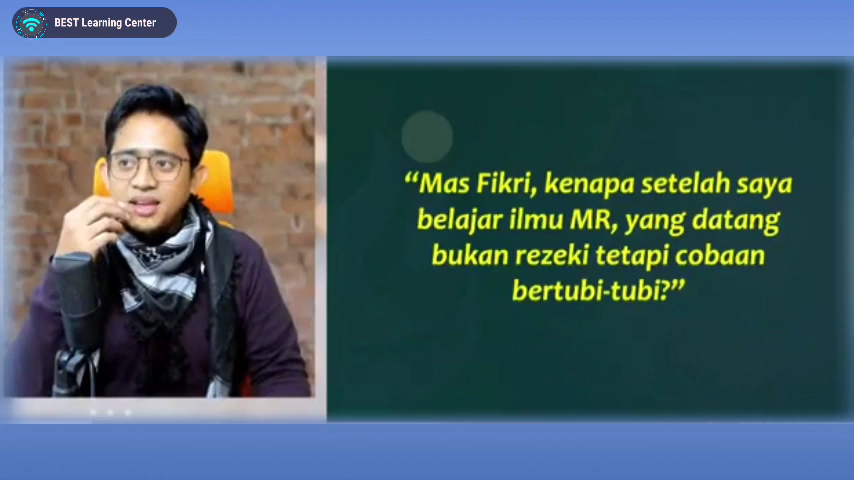 BEST Learning Center
“Mas Fikri, kenapa setelah saya
belajar ilmu MR, yang datang
bukan rezeki tetapi cobaan
bertubi-tubi?”